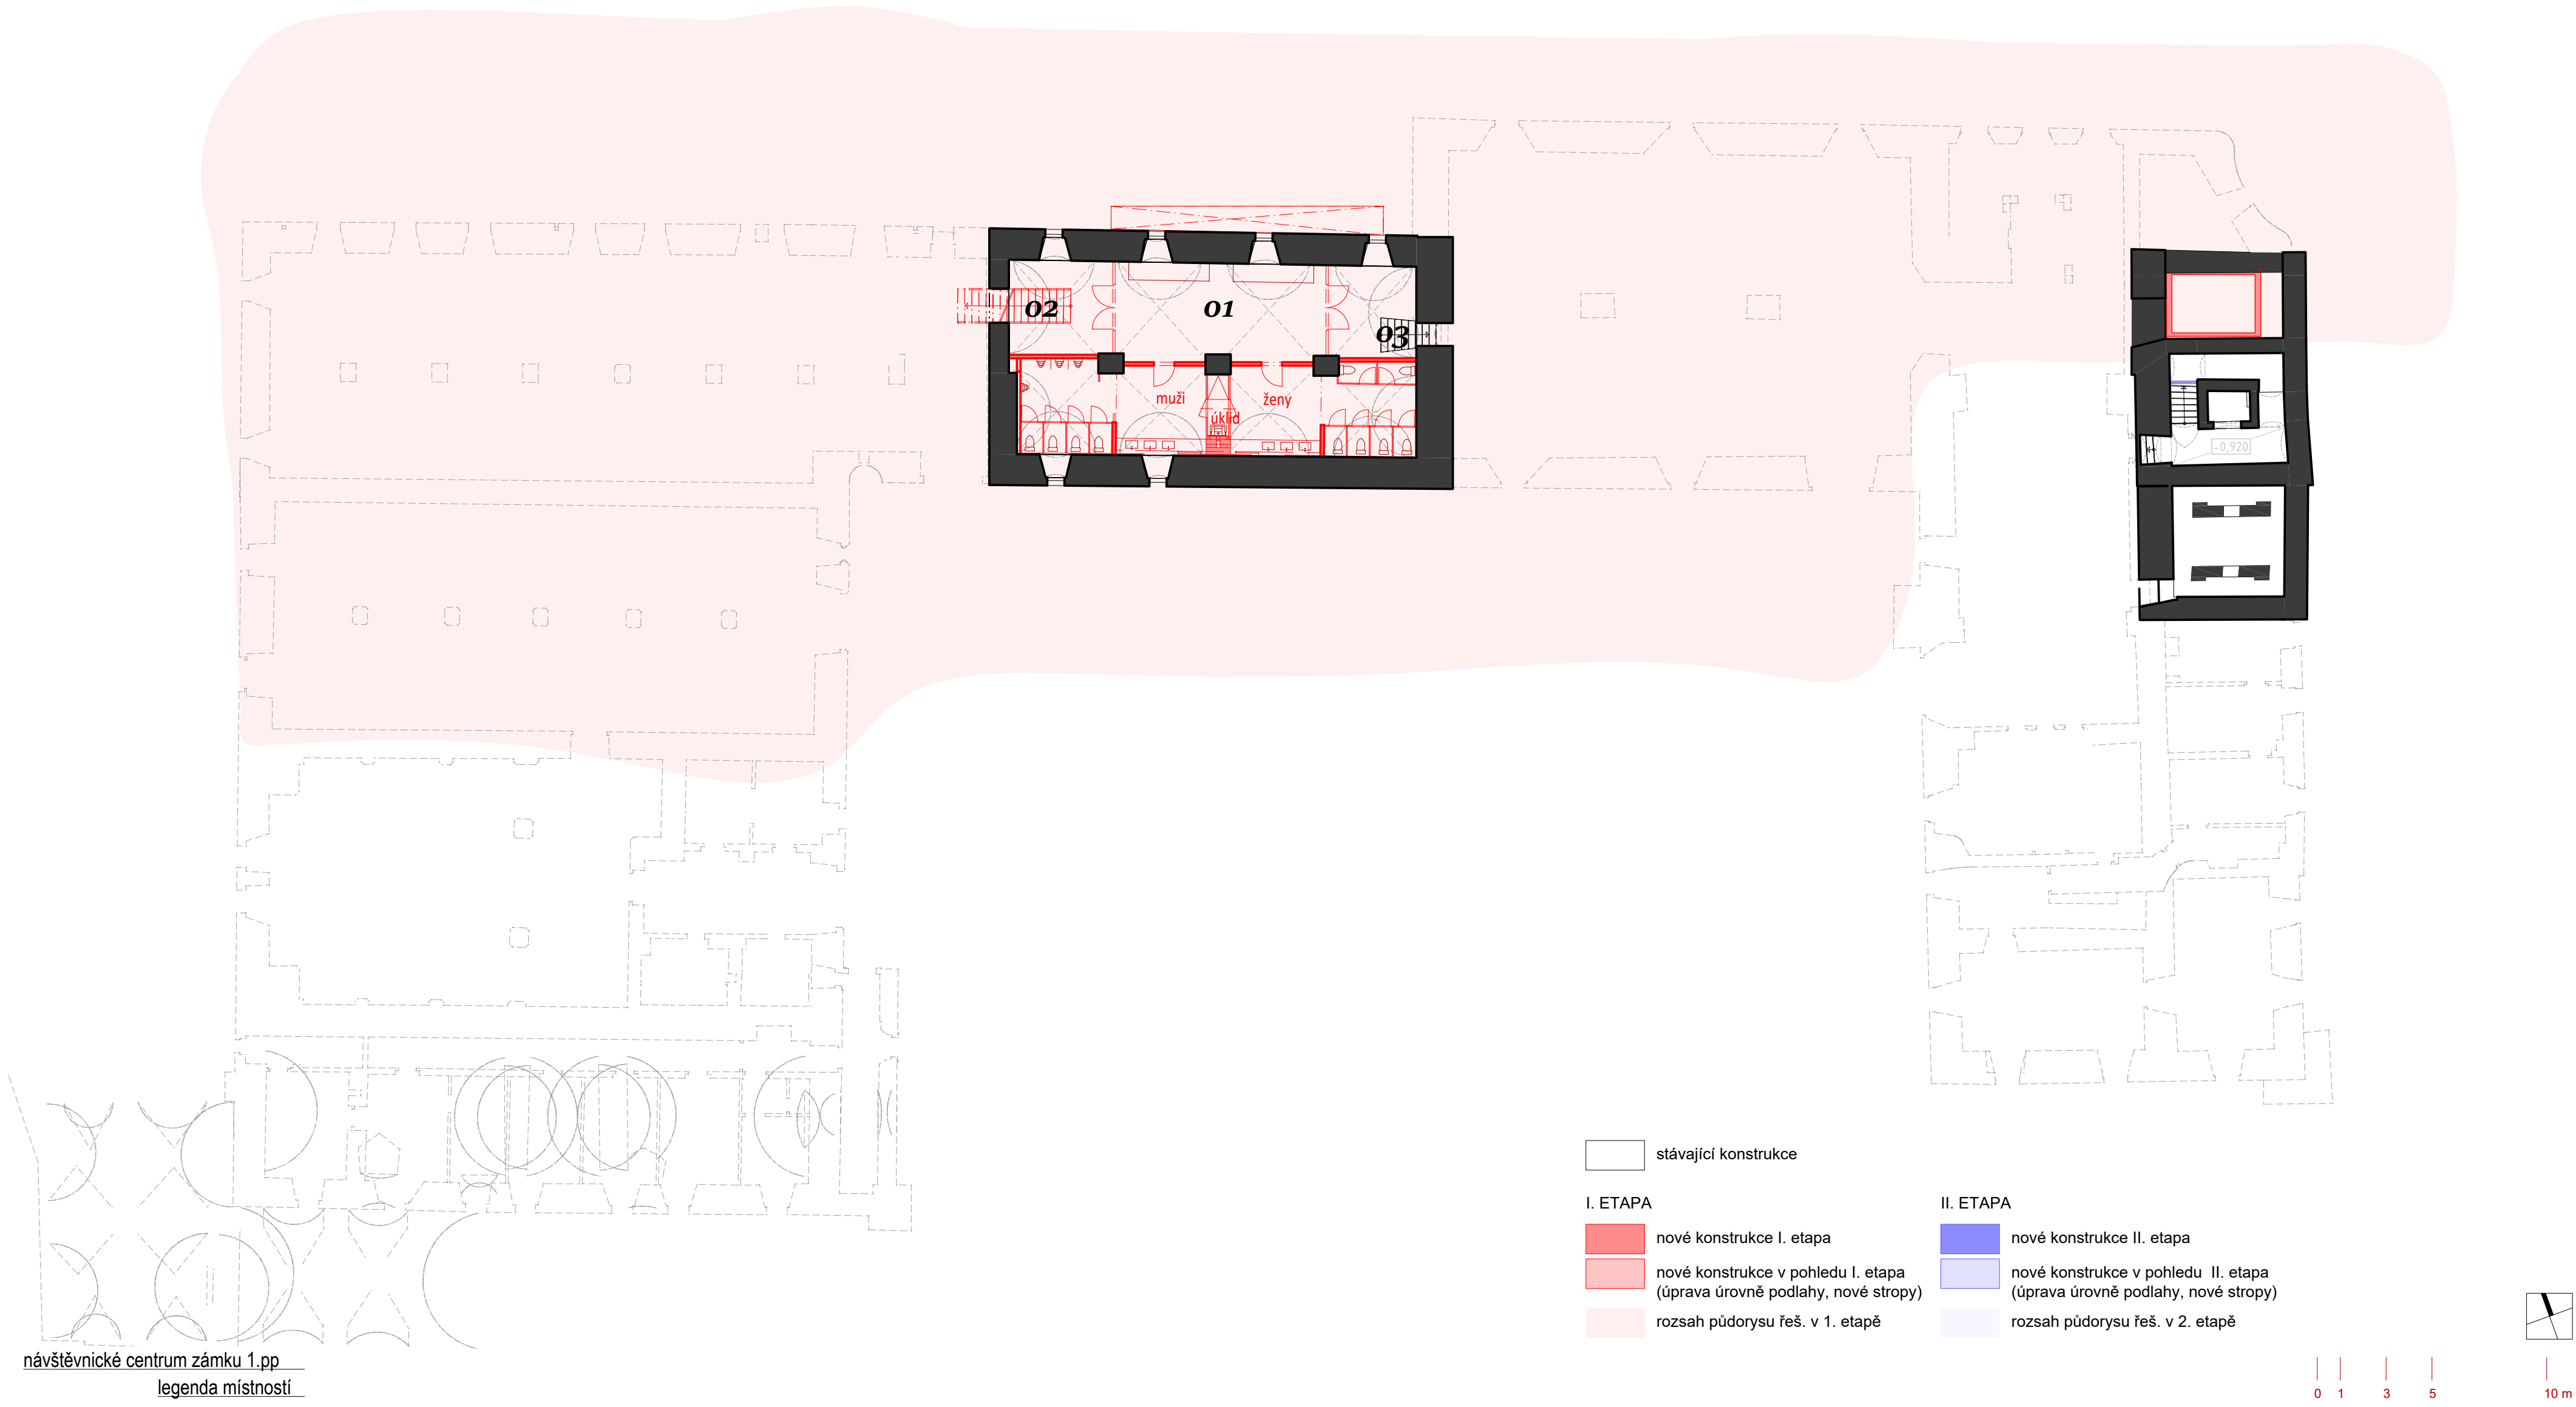 02
01
03
muži
ženy
úklid
-0,920
stávající konstrukce
I. ETAPA
nové konstrukce I. etapa
nové konstrukce v pohledu I. etapa
(úprava úrovně podlahy, nové stropy)
rozsah půdorysu řeš. v 1. etapě
II. ETAPA
nové konstrukce II. etapa
nové konstrukce v pohledu  II. etapa
(úprava úrovně podlahy, nové stropy)
rozsah půdorysu řeš. v 2. etapě
návštěvnické centrum zámku 1.pp
legenda místností
0 1 3 5 10 m